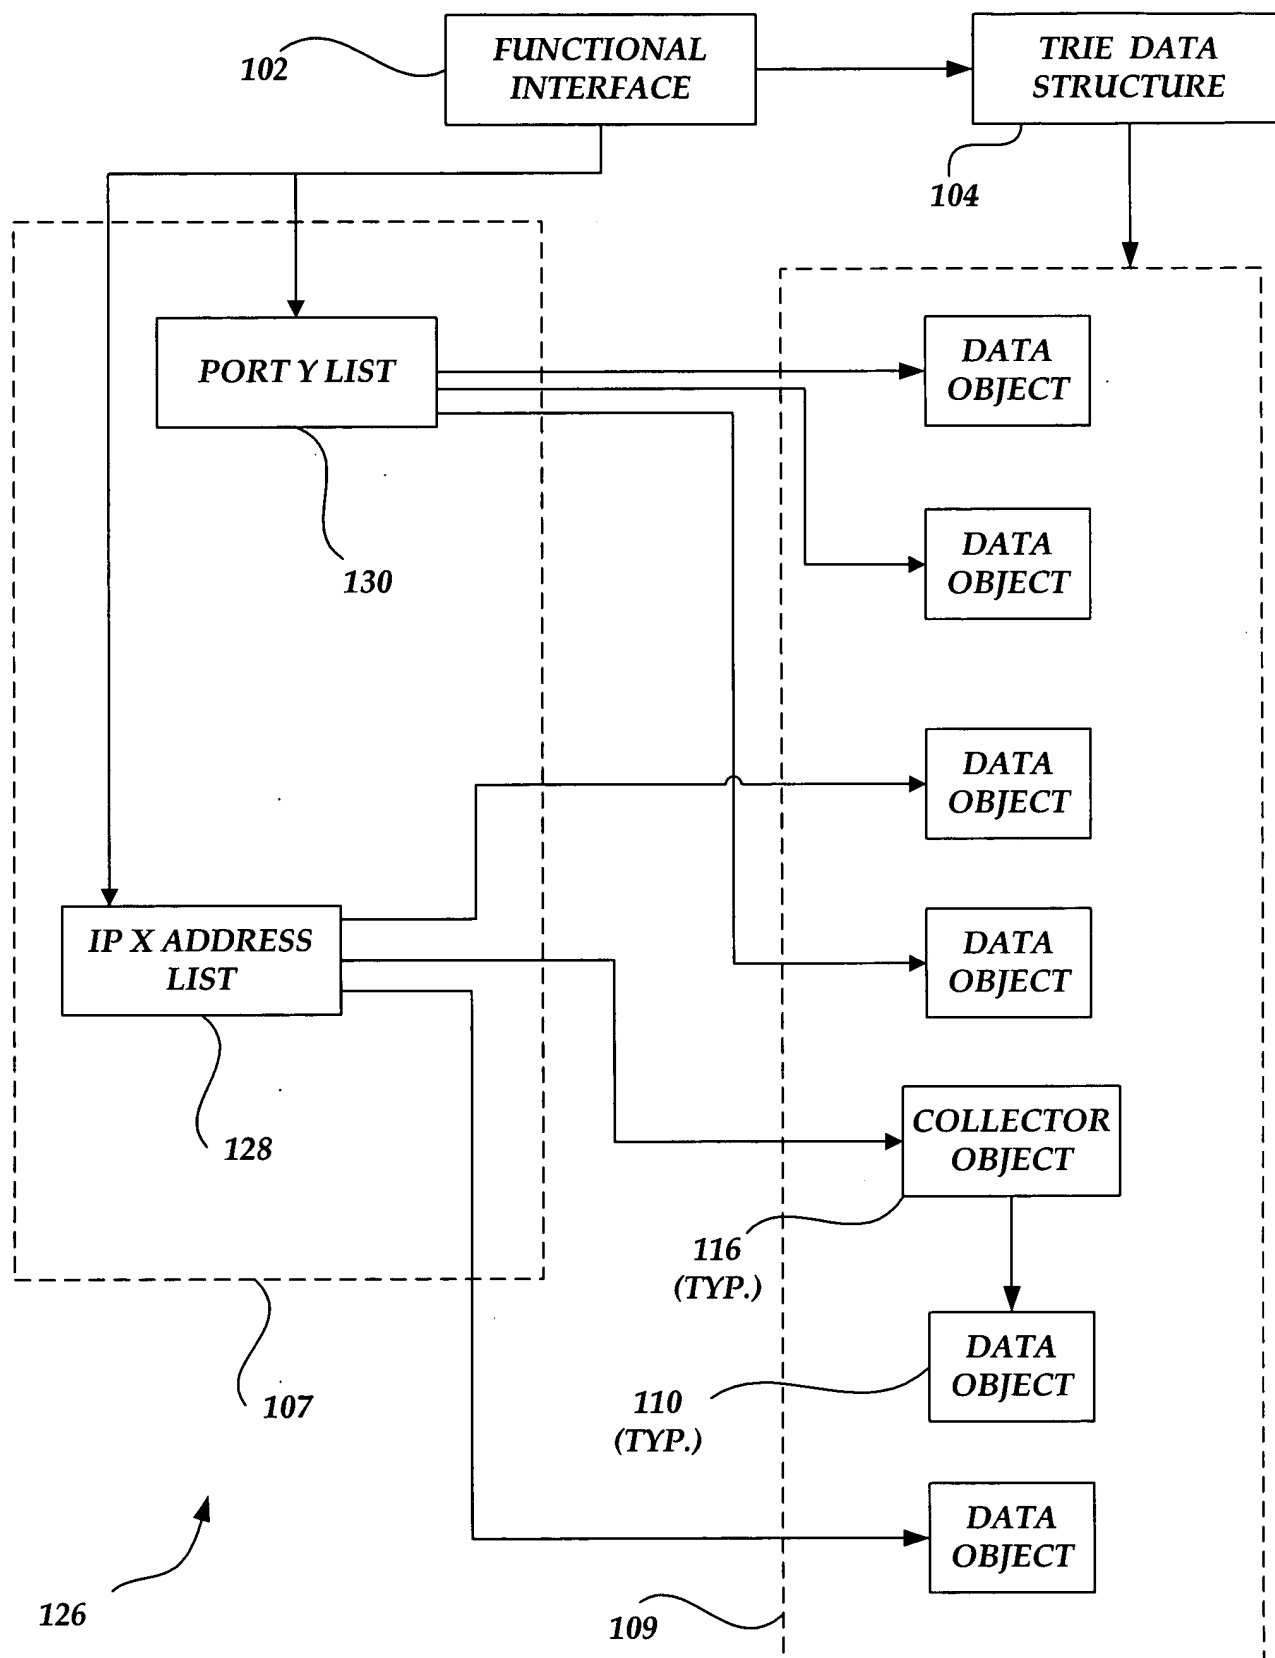 102
FUNCTIONAL
INTERFACE
TRIE DATA
STRUCTURE
104
PORT Y LIST
130
DATA
OBJECT
DATA
OBJECT
DATA
OBJECT
IP X ADDRESS
LIST
128
DATA
OBJECT
COLLECTOR
OBJECT
116
(TYP.)
DATA
OBJECT
110
(TYP.)
107
DATA
OBJECT
126
109